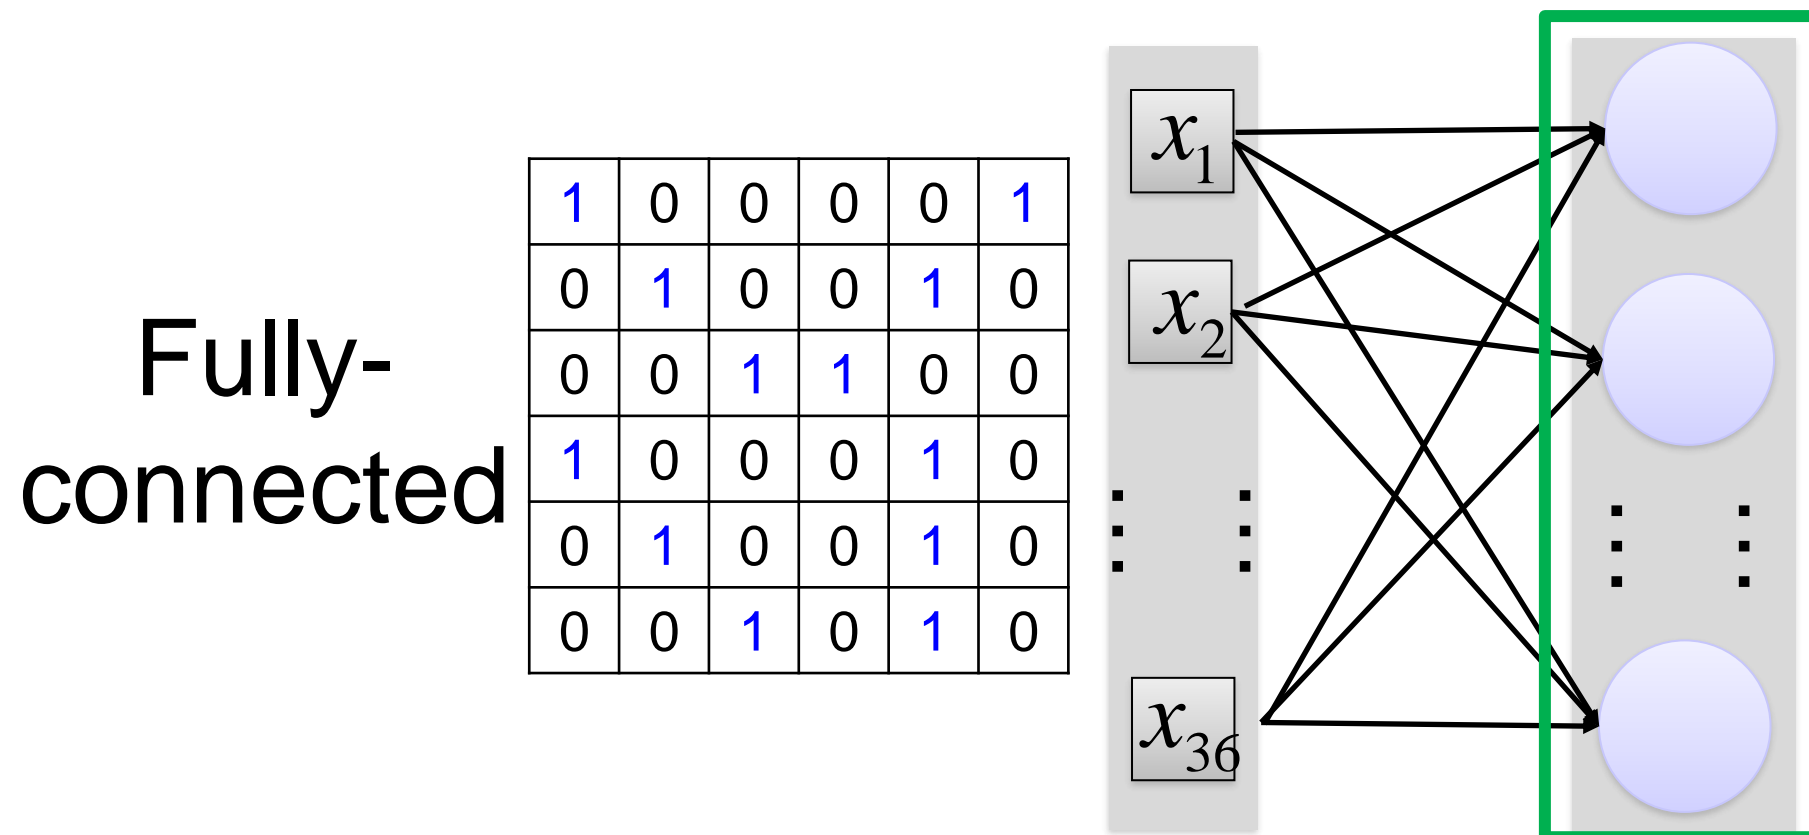 Fully-
connected
1 0 0 0 0 1
0 1 0 0 1 0
0 0 1 1 0 0
1 0 0 0 1 0
0 1 0 0 1 0
0 0 1 0 1 0
x₁
x₂
⋮ ⋮
x₃₆
⋮ ⋮